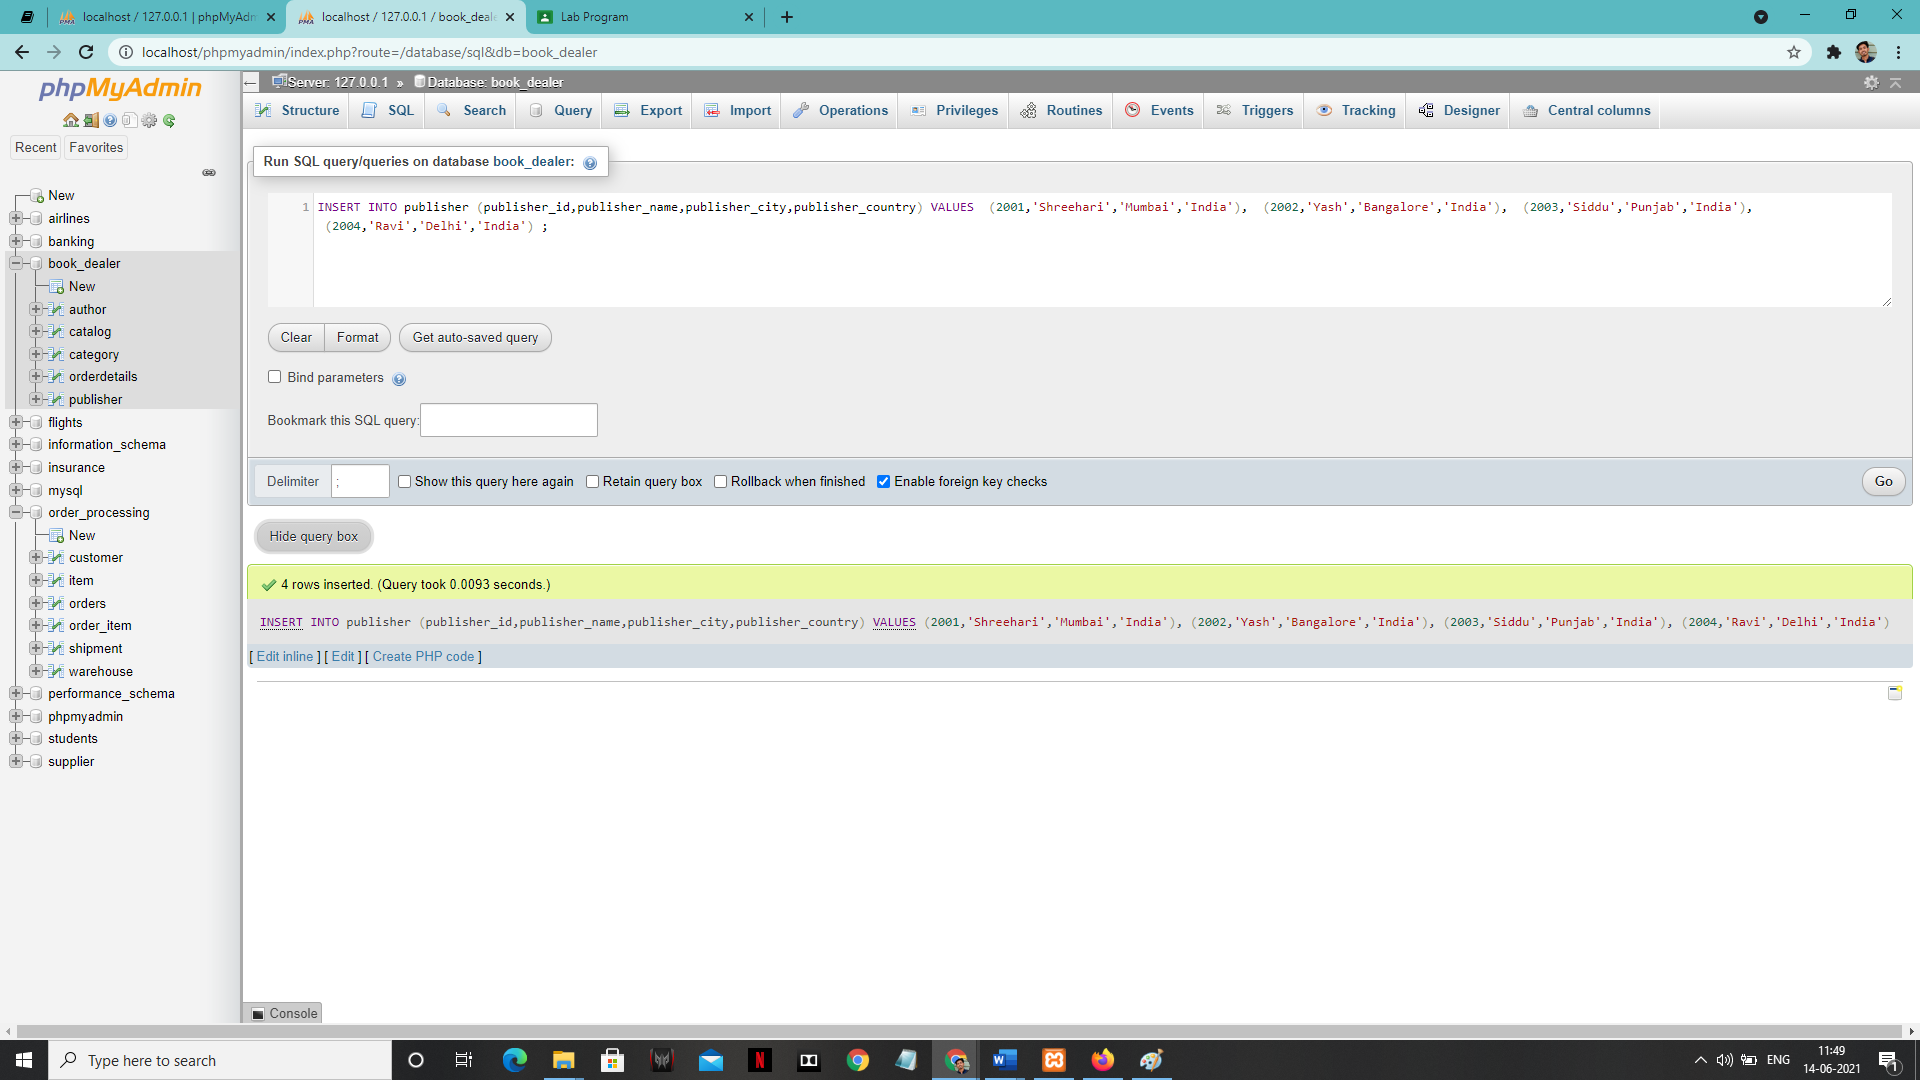 localhost / 127.0.0.1 | phpMyAdm
localhost / 127.0.0.1 / book_deale
Lab Program
localhost/phpmyadmin/index.php?route=/database/sql&db=book_dealer
phpMyAdmin
Recent
Favorites
New
airlines
banking
book_dealer
New
author
catalog
category
orderdetails
publisher
flights
information_schema
insurance
mysql
order_processing
New
customer
item
orders
order_item
shipment
warehouse
performance_schema
phpmyadmin
students
supplier
Server: 127.0.0.1 » Database: book_dealer
Structure SQL Search Query Export Import Operations Privileges Routines Events Triggers Tracking Designer Central columns
Run SQL query/queries on database book_dealer:
1 INSERT INTO publisher (publisher_id,publisher_name,publisher_city,publisher_country) VALUES (2001,'Shreehari','Mumbai','India'), (2002,'Yash','Bangalore','India'), (2003,'Siddu','Punjab','India'),
(2004,'Ravi','Delhi','India') ;
Clear Format Get auto-saved query
Bind parameters
Bookmark this SQL query:
Delimiter ; Show this query here again Retain query box Rollback when finished Enable foreign key checks Go
Hide query box
4 rows inserted. (Query took 0.0093 seconds.)
INSERT INTO publisher (publisher_id,publisher_name,publisher_city,publisher_country) VALUES (2001,'Shreehari','Mumbai','India'), (2002,'Yash','Bangalore','India'), (2003,'Siddu','Punjab','India'), (2004,'Ravi','Delhi','India')
[ Edit inline ] [ Edit ] [ Create PHP code ]
Console
Type here to search
ENG
11:49
14-06-2021
1